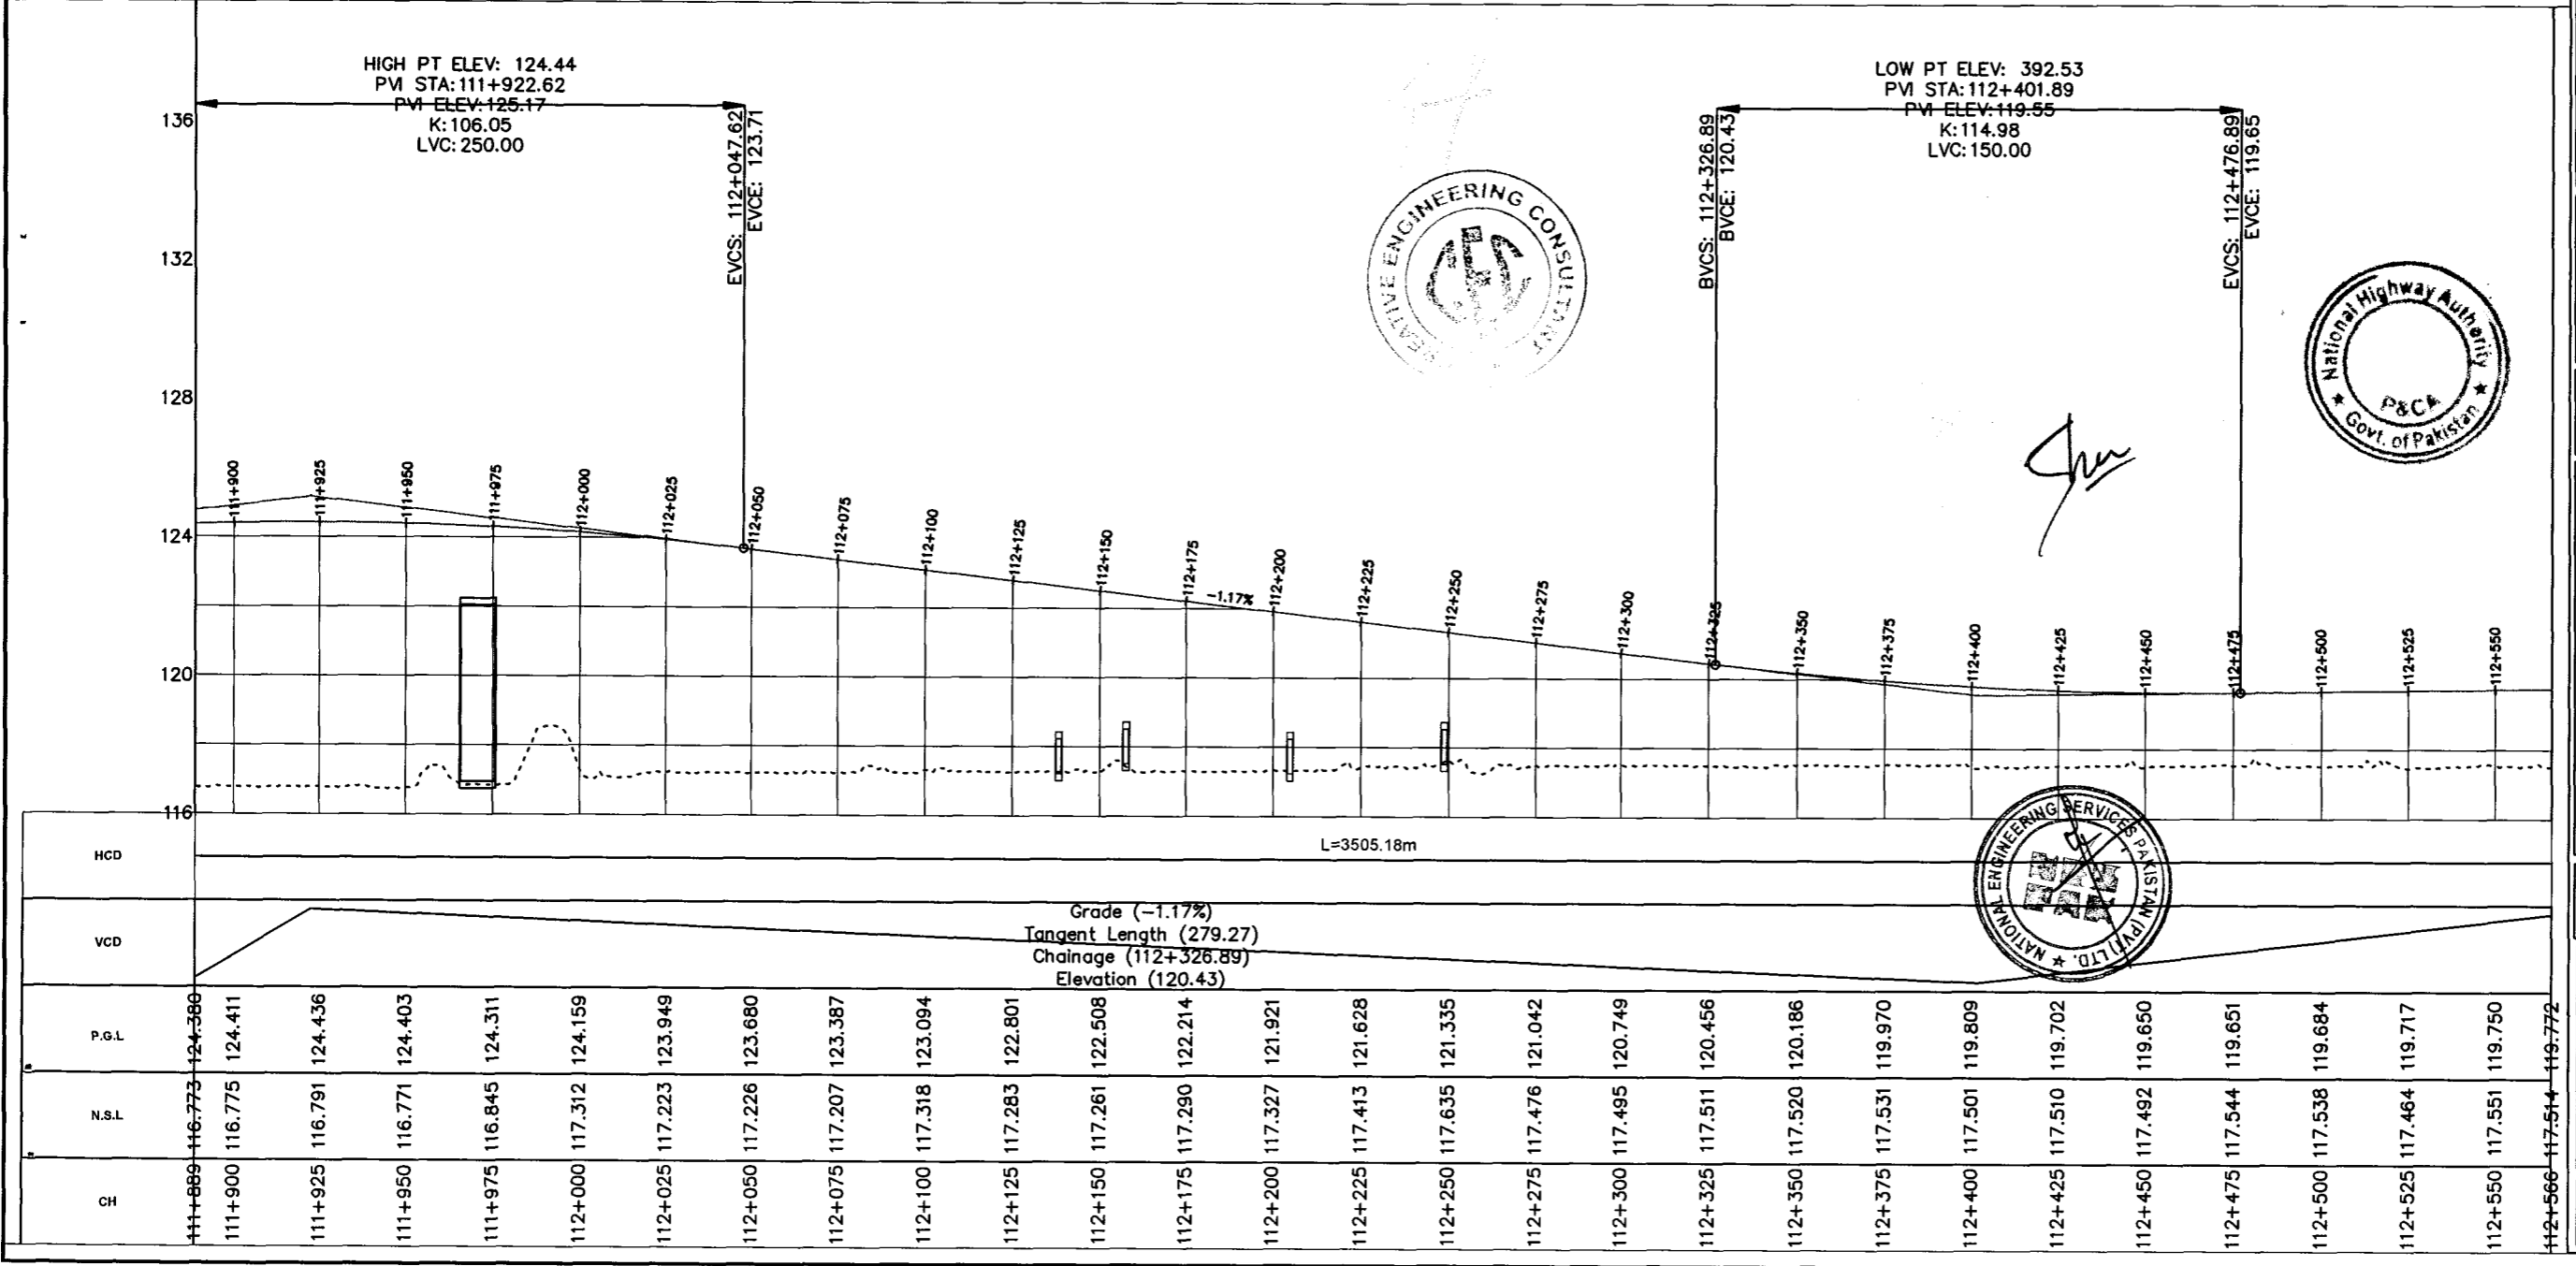 HIGH PT ELEV: 124.44
PVI STA:111+922.62
PVI ELEV:125.17
K:106.05
LVC:250.00
LOW PT ELEV: 392.53
PVI STA:112+401.89
PVI ELEV:119.55
K:114.98
LVC:150.00
EVCS: 112+047.62
EVCE: 123.71
BVCS: 112+326.89
BVCE: 120.43
EVCS: 112+476.89
EVCE: 119.65
136
132
128
124
120
116
EATIVE ENGINEERING CONSULTANT
National Highway Authority
P&CA
★ Govt. of Pakistan ★
111+900 111+925 111+950 111+975 112+000 112+025 112+050 112+075 112+100 112+125 112+150 112+175 112+200 112+225 112+250 112+275 112+300 112+325 112+350 112+375 112+400 112+425 112+450 112+475 112+500 112+525 112+550
-1.17%
NATIONAL ENGINEERING SERVICES PAKISTAN (PVT) LTD. ★
HCD
L=3505.18m
VCD
Grade (-1.17%)
Tangent Length (279.27)
Chainage (112+326.89)
Elevation (120.43)
P.G.L 124.380 124.411 124.436 124.403 124.311 124.159 123.949 123.680 123.387 123.094 122.801 122.508 122.214 121.921 121.628 121.335 121.042 120.749 120.456 120.186 119.970 119.809 119.702 119.650 119.651 119.684 119.717 119.750 119.772
N.S.L 116.773 116.775 116.791 116.771 116.845 117.312 117.223 117.226 117.207 117.318 117.283 117.261 117.290 117.327 117.413 117.635 117.476 117.495 117.511 117.520 117.531 117.501 117.510 117.492 117.544 117.538 117.464 117.551 117.514
CH 111+889 111+900 111+925 111+950 111+975 112+000 112+025 112+050 112+075 112+100 112+125 112+150 112+175 112+200 112+225 112+250 112+275 112+300 112+325 112+350 112+375 112+400 112+425 112+450 112+475 112+500 112+525 112+550 112+566